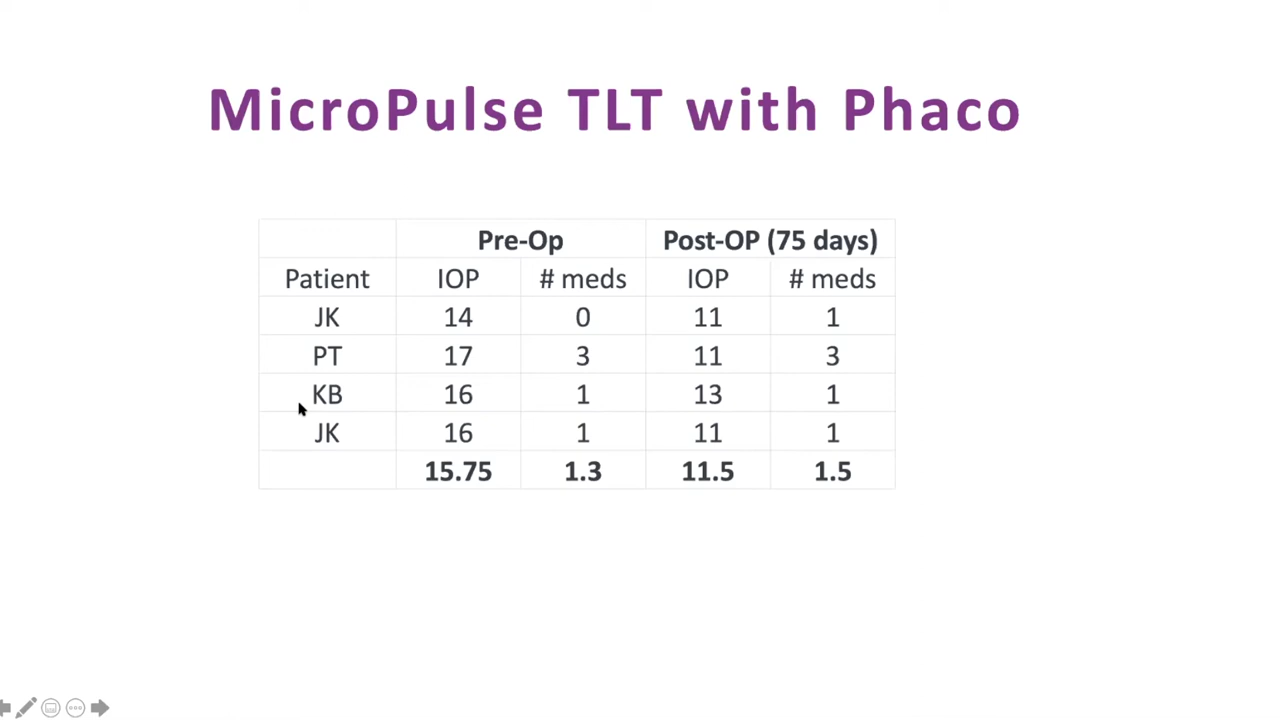 MicroPulse TLT with Phaco
Pre-Op Post-OP (75 days)
Patient IOP # meds IOP # meds
JK 14 0 11 1
PT 17 3 11 3
KB 16 1 13 1
JK 16 1 11 1
15.75 1.3 11.5 1.5